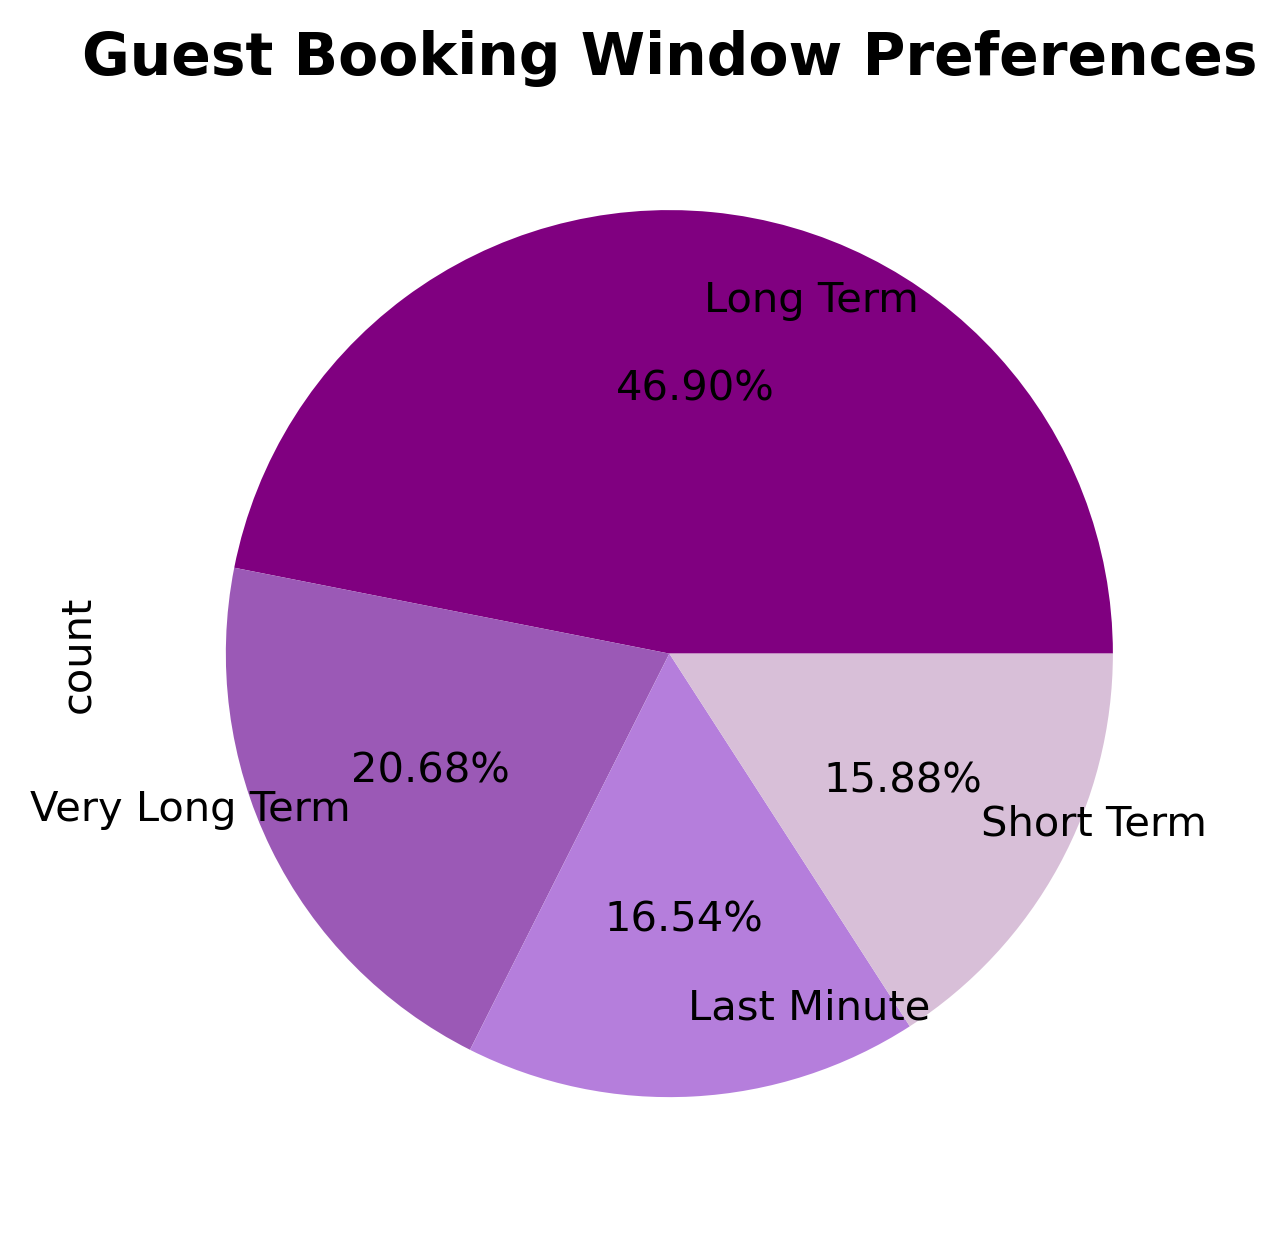 Guest Booking Window Preferences
Long Term
46.90%
count
20.68%
Very Long Term
15.88%
Short Term
16.54%
Last Minute